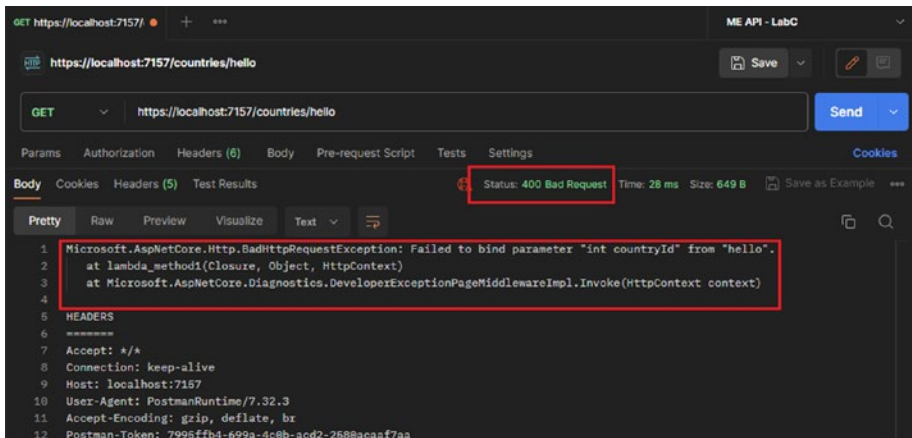 GET https://localhost:7157/
ME API - LabC
HTTP https://localhost:7157/countries/hello
Save
GET https://localhost:7157/countries/hello
Send
Params Authorization Headers (6) Body Pre-request Script Tests Settings Cookies
Body Cookies Headers (5) Test Results Status: 400 Bad Request Time: 28 ms Size: 649 B Save as Example
Pretty Raw Preview Visualize Text
1 Microsoft.AspNetCore.Http.BadHttpRequestException: Failed to bind parameter "int countryId" from "hello".
2 at lambda_method1(Closure, Object, HttpContext)
3 at Microsoft.AspNetCore.Diagnostics.DeveloperExceptionPageMiddlewareImpl.Invoke(HttpContext context)
4
5 HEADERS
6 =======
7 Accept: */*
8 Connection: keep-alive
9 Host: localhost:7157
10 User-Agent: PostmanRuntime/7.32.3
11 Accept-Encoding: gzip, deflate, br
12 Postman-Token: